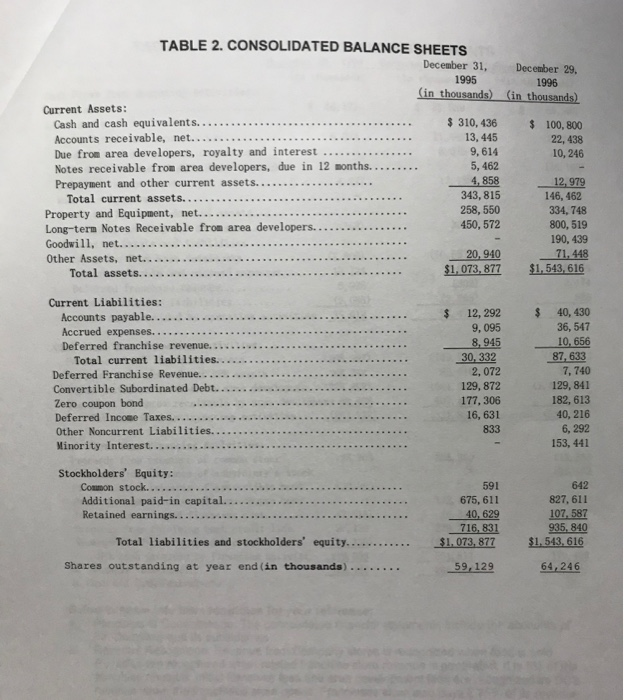 TABLE 2. CONSOLIDATED BALANCE SHEETS
December 31, 1995 (in thousands) December 29, 1996 (in thousands)
Current Assets:
Cash and cash equivalents.... $ 310, 436 $ 100, 800
Accounts receivable, net.... 13, 445 22, 438
Due from area developers, royalty and interest .... 9, 614 10, 246
Notes receivable from area developers, due in 12 months.... 5, 462 -
Prepayment and other current assets.... 4, 858 12, 979
Total current assets.... 343, 815 146, 462
Property and Equipment, net.... 258, 550 334, 748
Long-term Notes Receivable from area developers.... 450, 572 800, 519
Goodwill, net.... - 190, 439
Other Assets, net.... 20, 940 71, 448
Total assets.... $1, 073, 877 $1, 543, 616
Current Liabilities:
Accounts payable.... $ 12, 292 $ 40, 430
Accrued expenses.... 9, 095 36, 547
Deferred franchise revenue.... 8, 945 10, 656
Total current liabilities.... 30, 332 87, 633
Deferred Franchise Revenue.... 2, 072 7, 740
Convertible Subordinated Debt.... 129, 872 129, 841
Zero coupon bond .... 177, 306 182, 613
Deferred Income Taxes.... 16, 631 40, 216
Other Noncurrent Liabilities.... 833 6, 292
Minority Interest.... - 153, 441
Stockholders' Equity:
Common stock.... 591 642
Additional paid-in capital.... 675, 611 827, 611
Retained earnings.... 40, 629 107, 587
716, 831 935, 840
Total liabilities and stockholders' equity.... $1, 073, 877 $1, 543, 616
Shares outstanding at year end (in thousands) .... 59,129 64,246